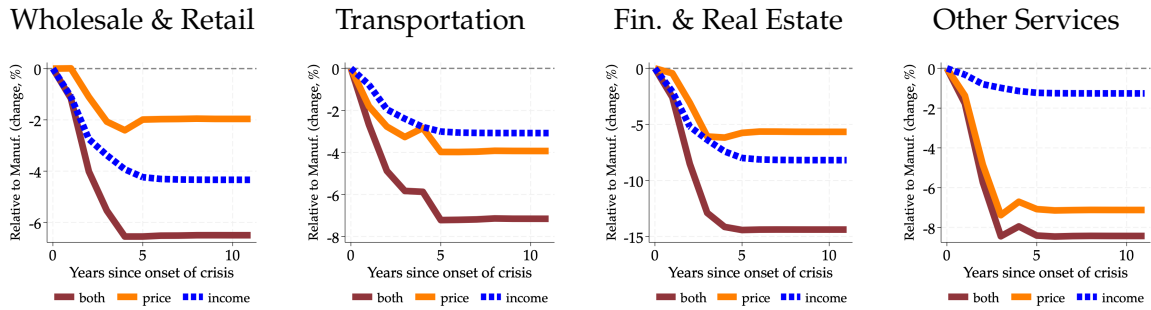 Wholesale & Retail
Relative to Manuf. (change, %)
0
-2
-4
-6
0 5 10
Years since onset of crisis
both price income
Transportation
Relative to Manuf. (change, %)
0
-2
-4
-6
-8
0 5 10
Years since onset of crisis
both price income
Fin. & Real Estate
Relative to Manuf. (change, %)
0
-5
-10
-15
0 5 10
Years since onset of crisis
both price income
Other Services
Relative to Manuf. (change, %)
0
-2
-4
-6
-8
0 5 10
Years since onset of crisis
both price income